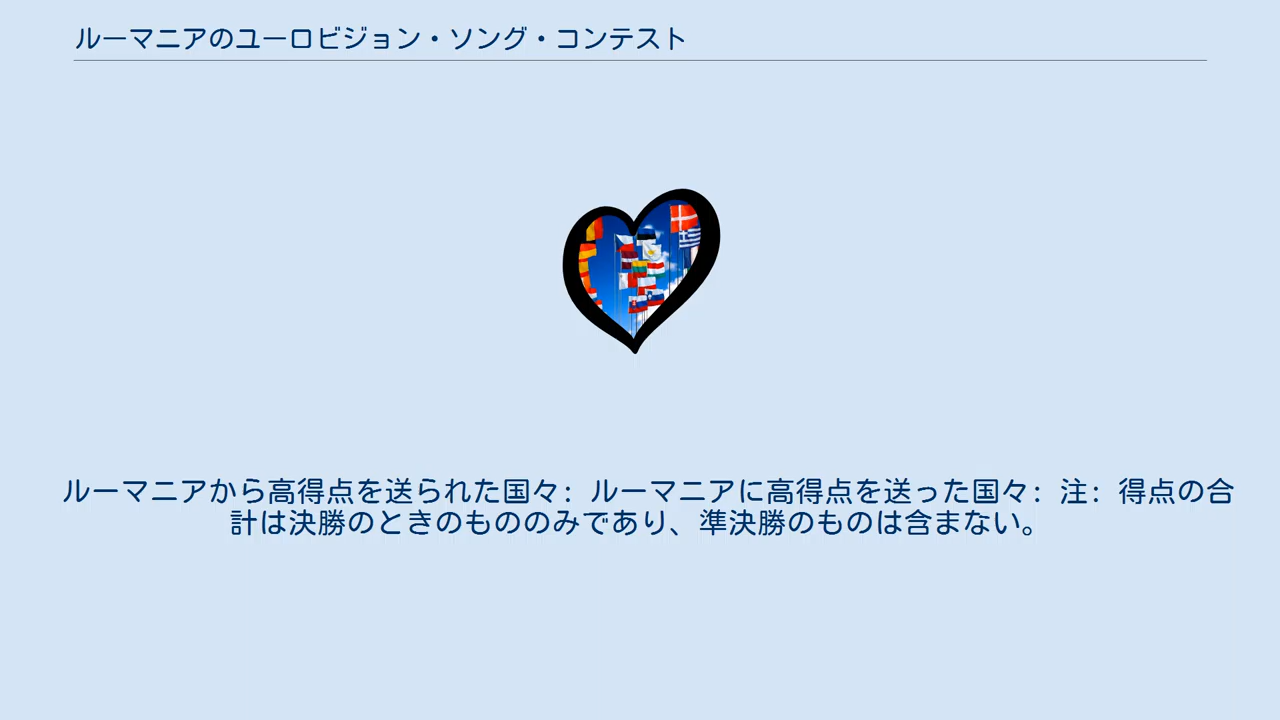 ルーマニアのユーロビジョン・ソング・コンテスト
ルーマニアから高得点を送られた国々: ルーマニアに高得点を送った国々: 注: 得点の合
計は決勝のときのもののみであり、準決勝のものは含まない。